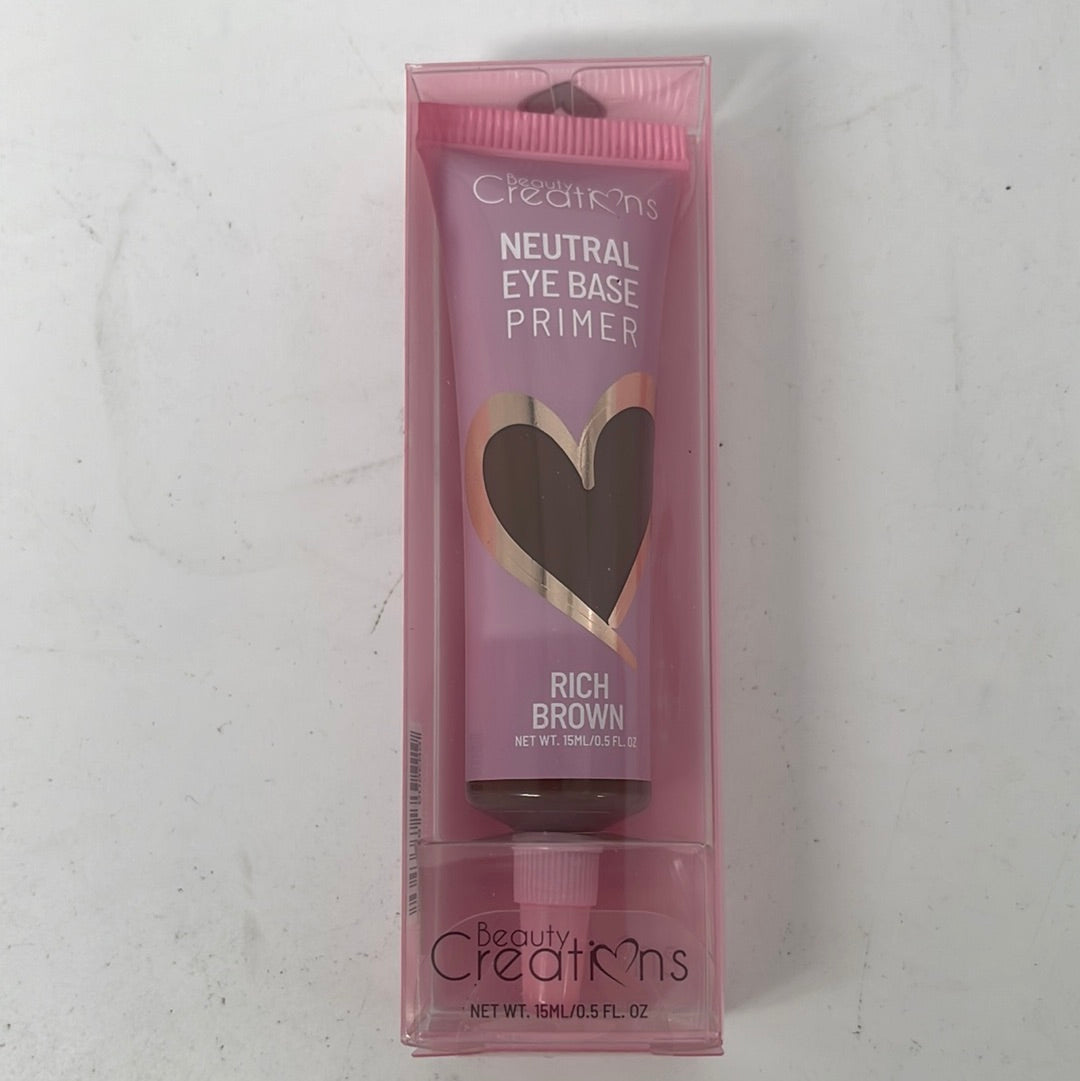 Beauty
Creations
NEUTRAL
EYE BASE
PRIMER
RICH
BROWN
NET WT. 15ML/0.5 FL. OZ
Beauty
Creations
NET WT. 15ML/0.5 FL. OZ